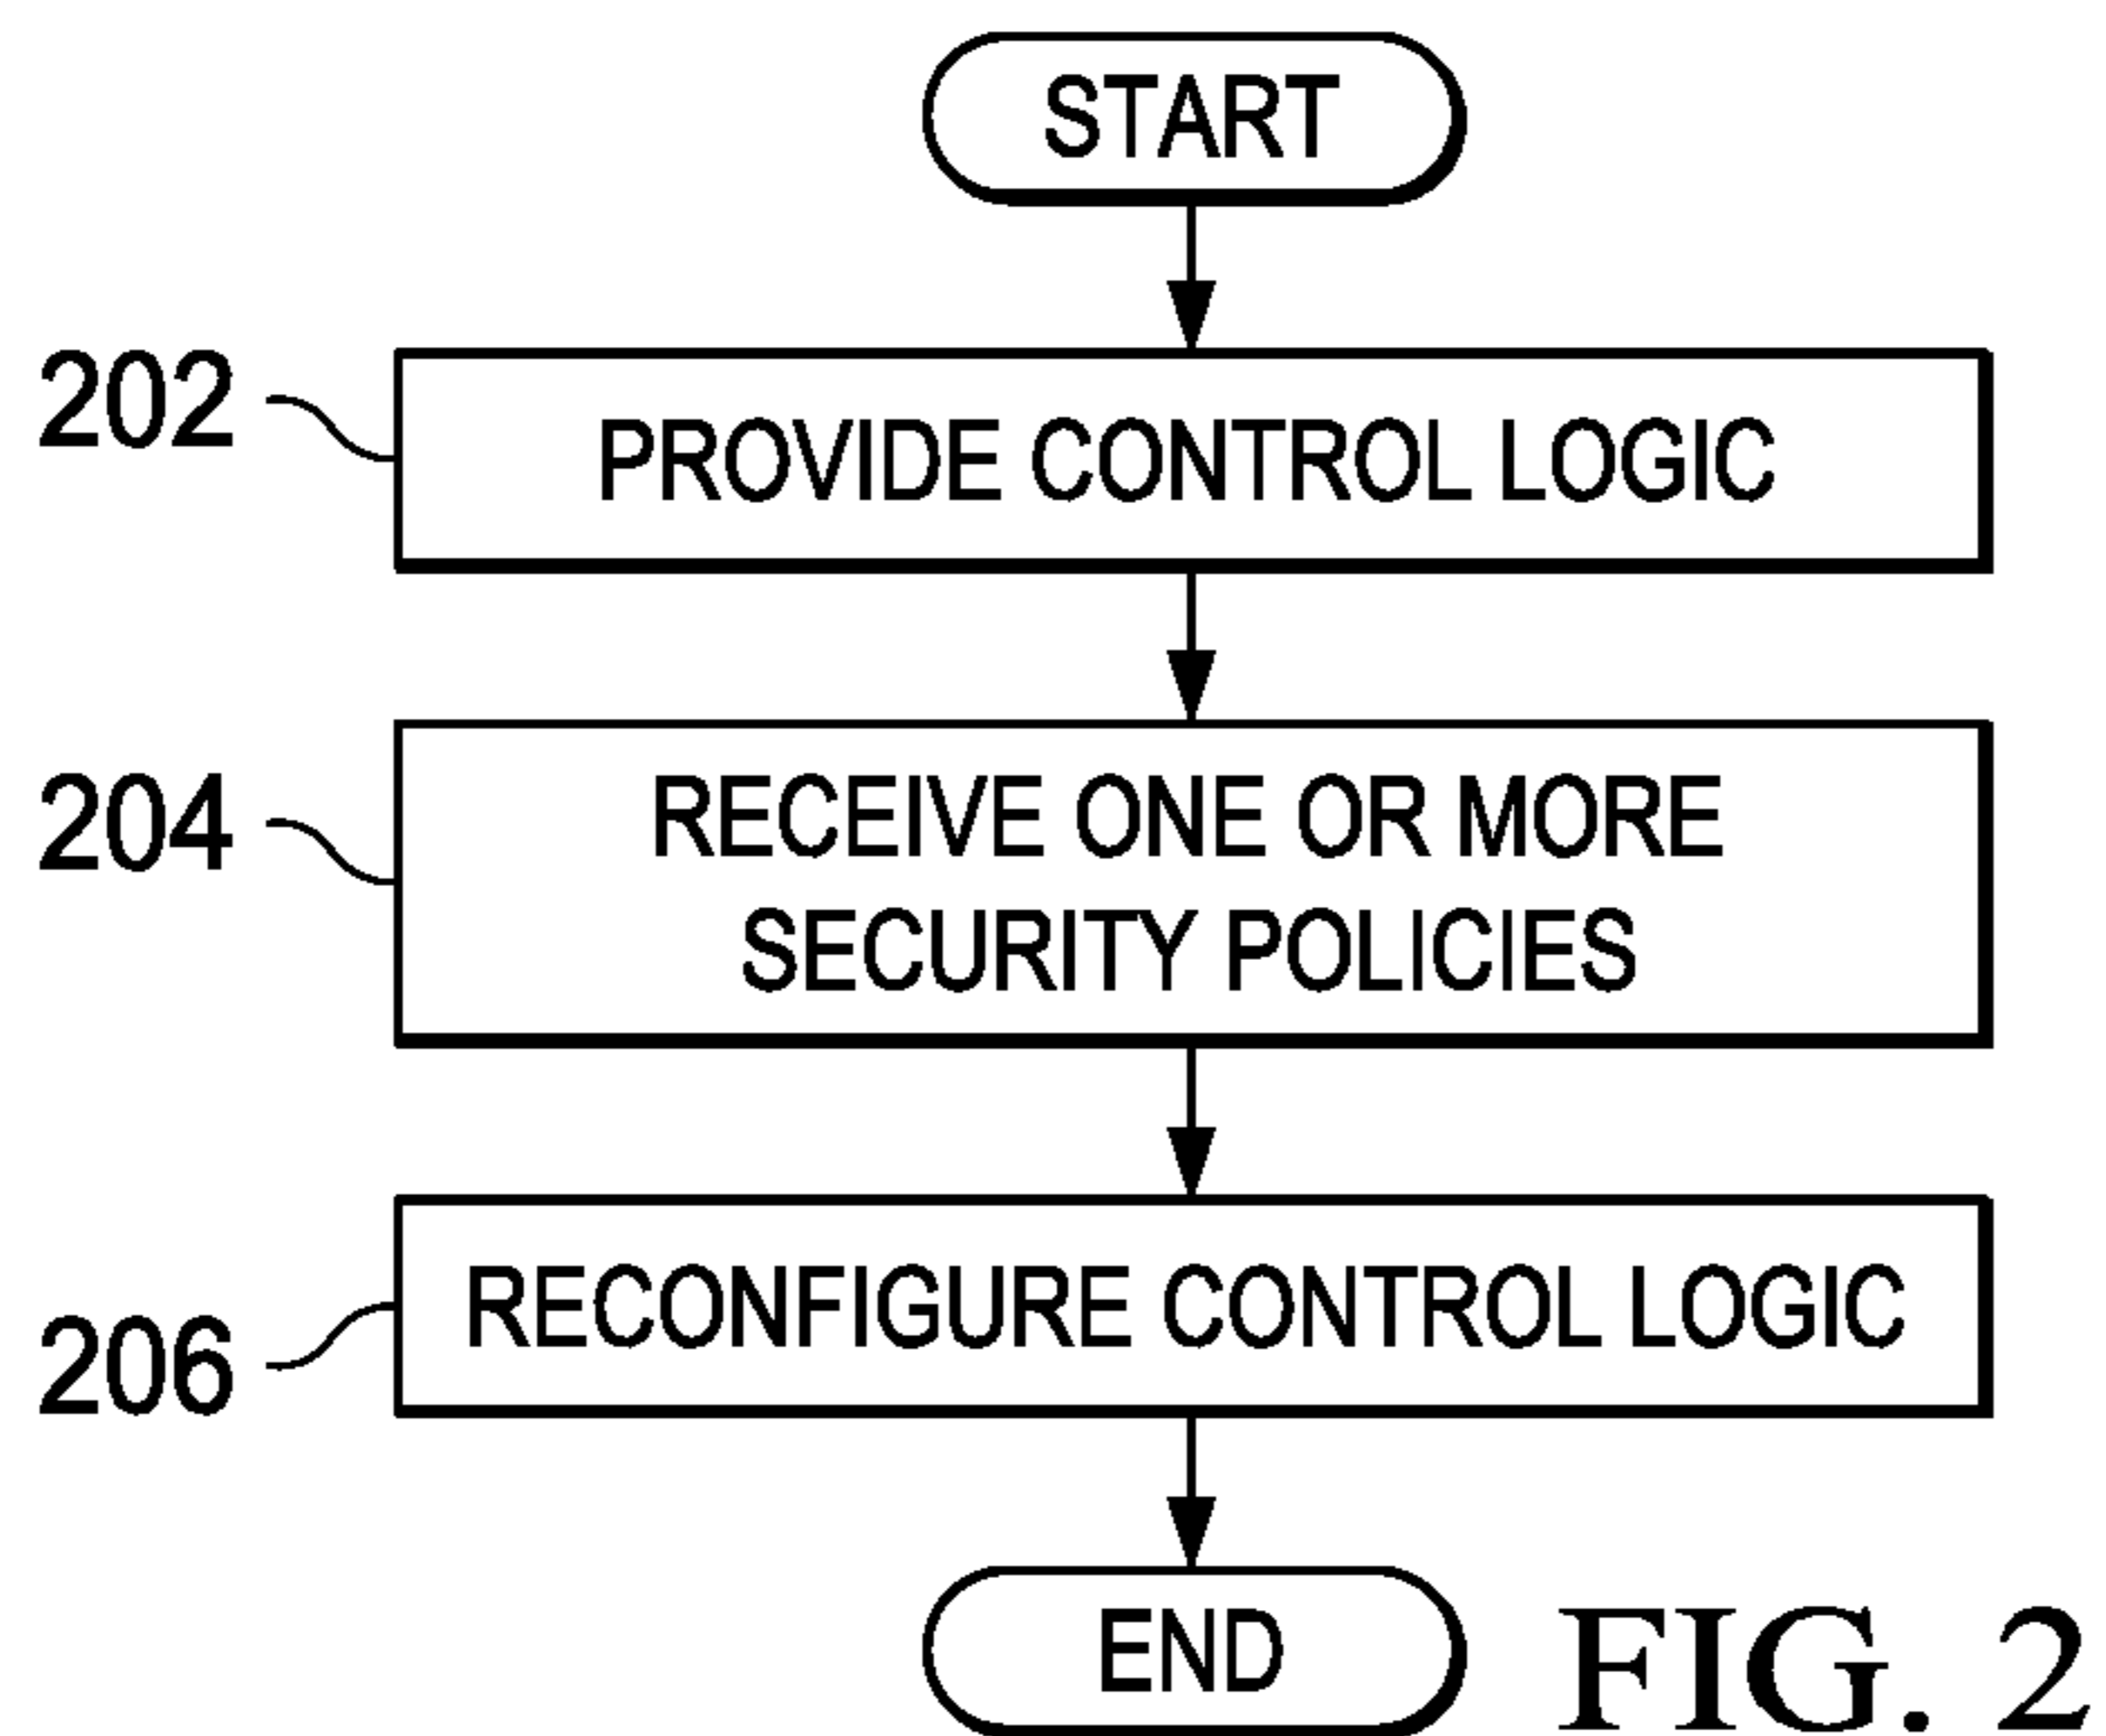 START
202
PROVIDE CONTROL LOGIC
204
RECEIVE ONE OR MORE
SECURITY POLICIES
206
RECONFIGURE CONTROL LOGIC
END
FIG. 2